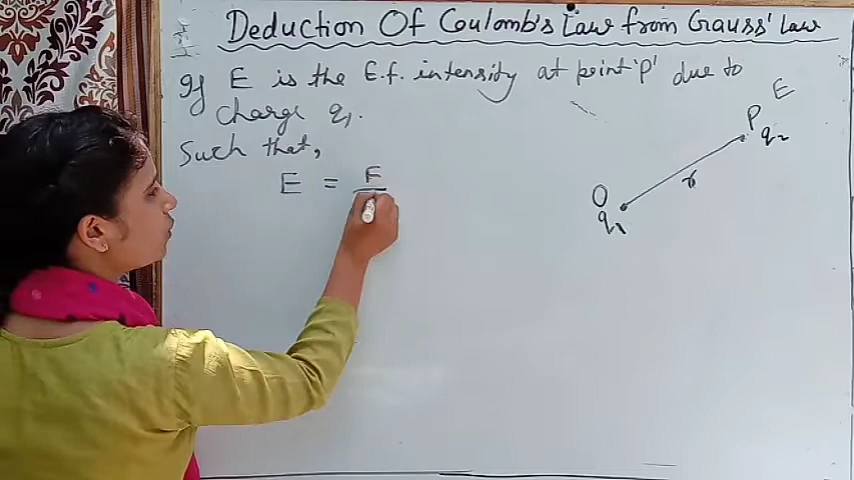 Deduction Of Coulomb's Law from Gauss' Law
If E is the E.f. intensity at point 'P' due to
charge q1.
Such that,
E = F
E
P
q2
r
O
q1